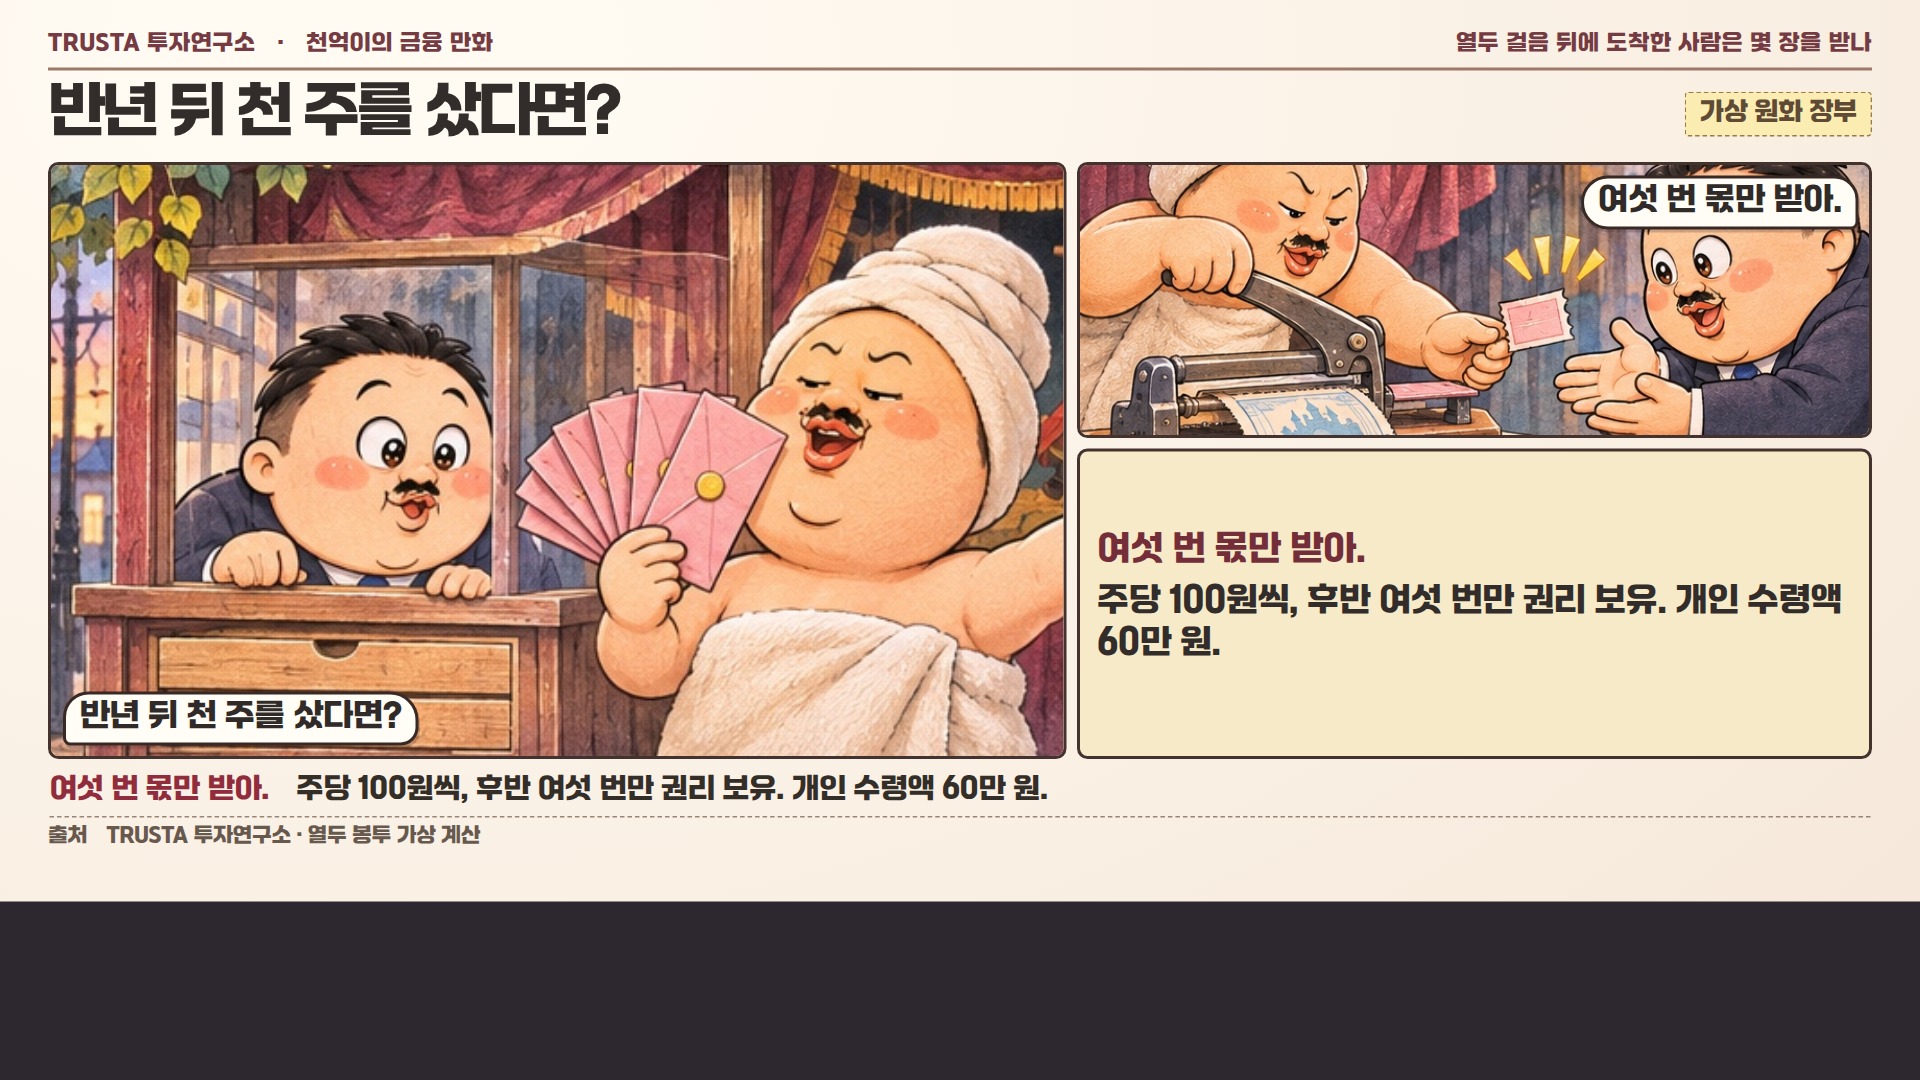 TRUSTA 투자연구소 · 천억이의 금융 만화
열두 걸음 뒤에 도착한 사람은 몇 장을 받나
반년 뒤 천 주를 샀다면?
가상 원화 장부
반년 뒤 천 주를 샀다면?
여섯 번 몫만 받아.
여섯 번 몫만 받아.
주당 100원씩, 후반 여섯 번만 권리 보유. 개인 수령액
60만 원.
여섯 번 몫만 받아. 주당 100원씩, 후반 여섯 번만 권리 보유. 개인 수령액 60만 원.
출처 TRUSTA 투자연구소 · 열두 봉투 가상 계산